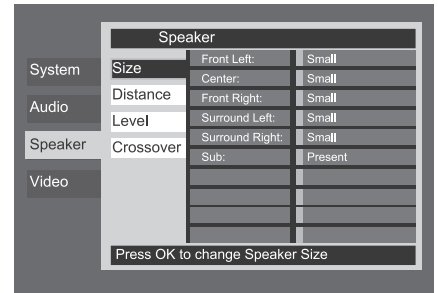 Speaker
System
Audio
Speaker
Video
Size
Distance
Level
Crossover
Front Left: Small
Center: Small
Front Right: Small
Surround Left: Small
Surround Right: Small
Sub: Present
Press OK to change Speaker Size